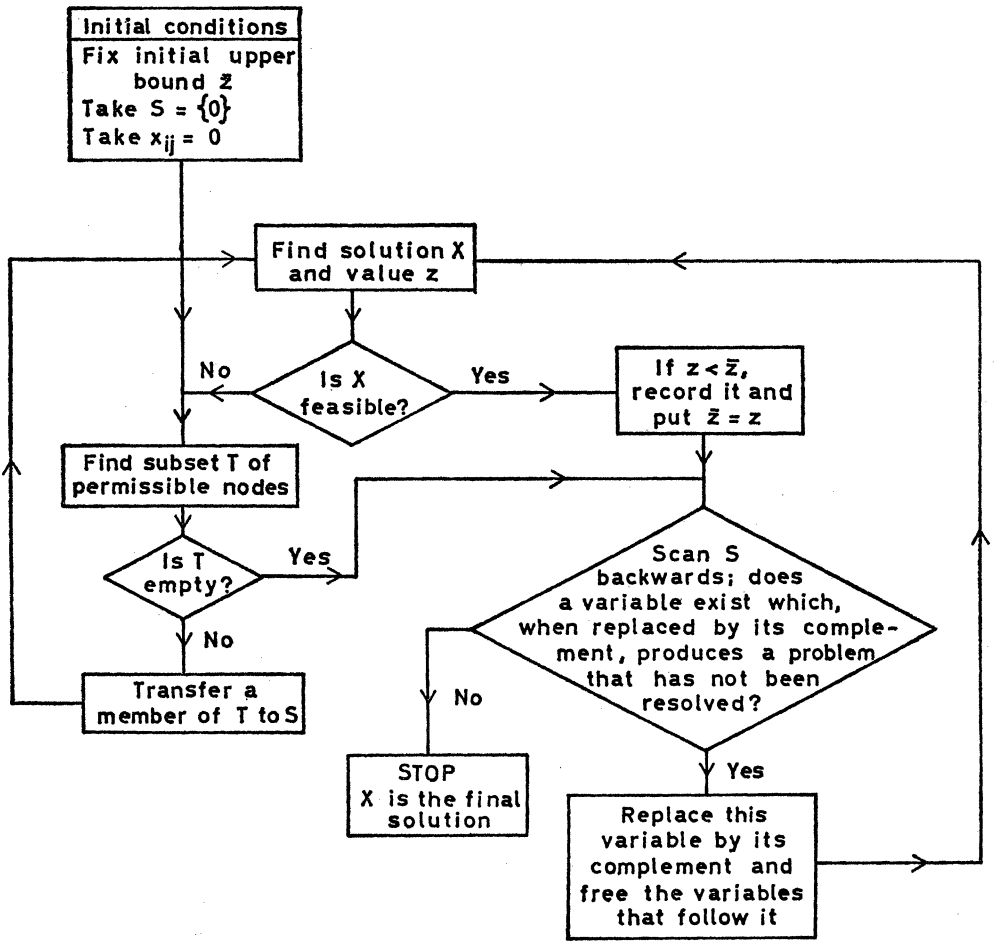 Initial conditions
Fix initial upper
bound z̄
Take S = {0}
Take xij = 0
Find solution X
and value z
Is X
feasible?
No
Yes
If z < z̄,
record it and
put z̄ = z
Find subset T of
permissible nodes
Is T
empty?
Yes
No
Transfer a
member of T to S
Scan S
backwards; does
a variable exist which,
when replaced by its comple-
ment, produces a problem
that has not been
resolved?
No
STOP
X is the final
solution
Yes
Replace this
variable by its
complement and
free the variables
that follow it